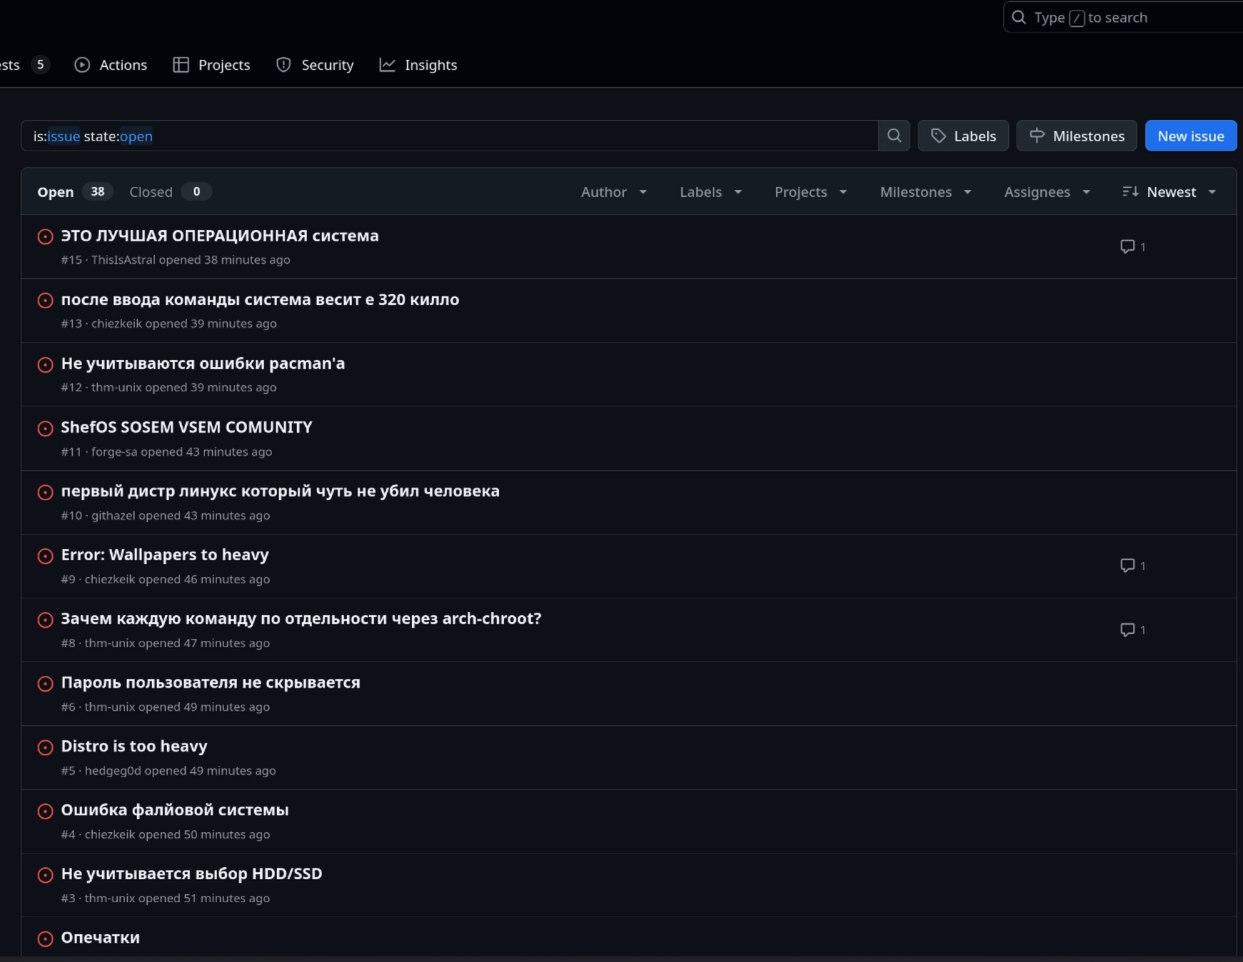 Type / to search
ests 5 Actions Projects Security Insights
is:issue state:open Labels Milestones New issue
Open 38 Closed 0 Author Labels Projects Milestones Assignees Newest
ЭТО ЛУЧШАЯ ОПЕРАЦИОННАЯ система
#15 · ThisIsAstral opened 38 minutes ago 1
после ввода команды система весит е 320 килло
#13 · chiezkeik opened 39 minutes ago
Не учитываются ошибки pacman'a
#12 · thm-unix opened 39 minutes ago
ShefOS SOSEM VSEM COMUNITY
#11 · forge-sa opened 43 minutes ago
первый дистр линукс который чуть не убил человека
#10 · githazel opened 43 minutes ago
Error: Wallpapers to heavy
#9 · chiezkeik opened 46 minutes ago 1
Зачем каждую команду по отдельности через arch-chroot?
#8 · thm-unix opened 47 minutes ago 1
Пароль пользователя не скрывается
#6 · thm-unix opened 49 minutes ago
Distro is too heavy
#5 · hedgeg0d opened 49 minutes ago
Ошибка фалйовой системы
#4 · chiezkeik opened 50 minutes ago
Не учитывается выбор HDD/SSD
#3 · thm-unix opened 51 minutes ago
Опечатки